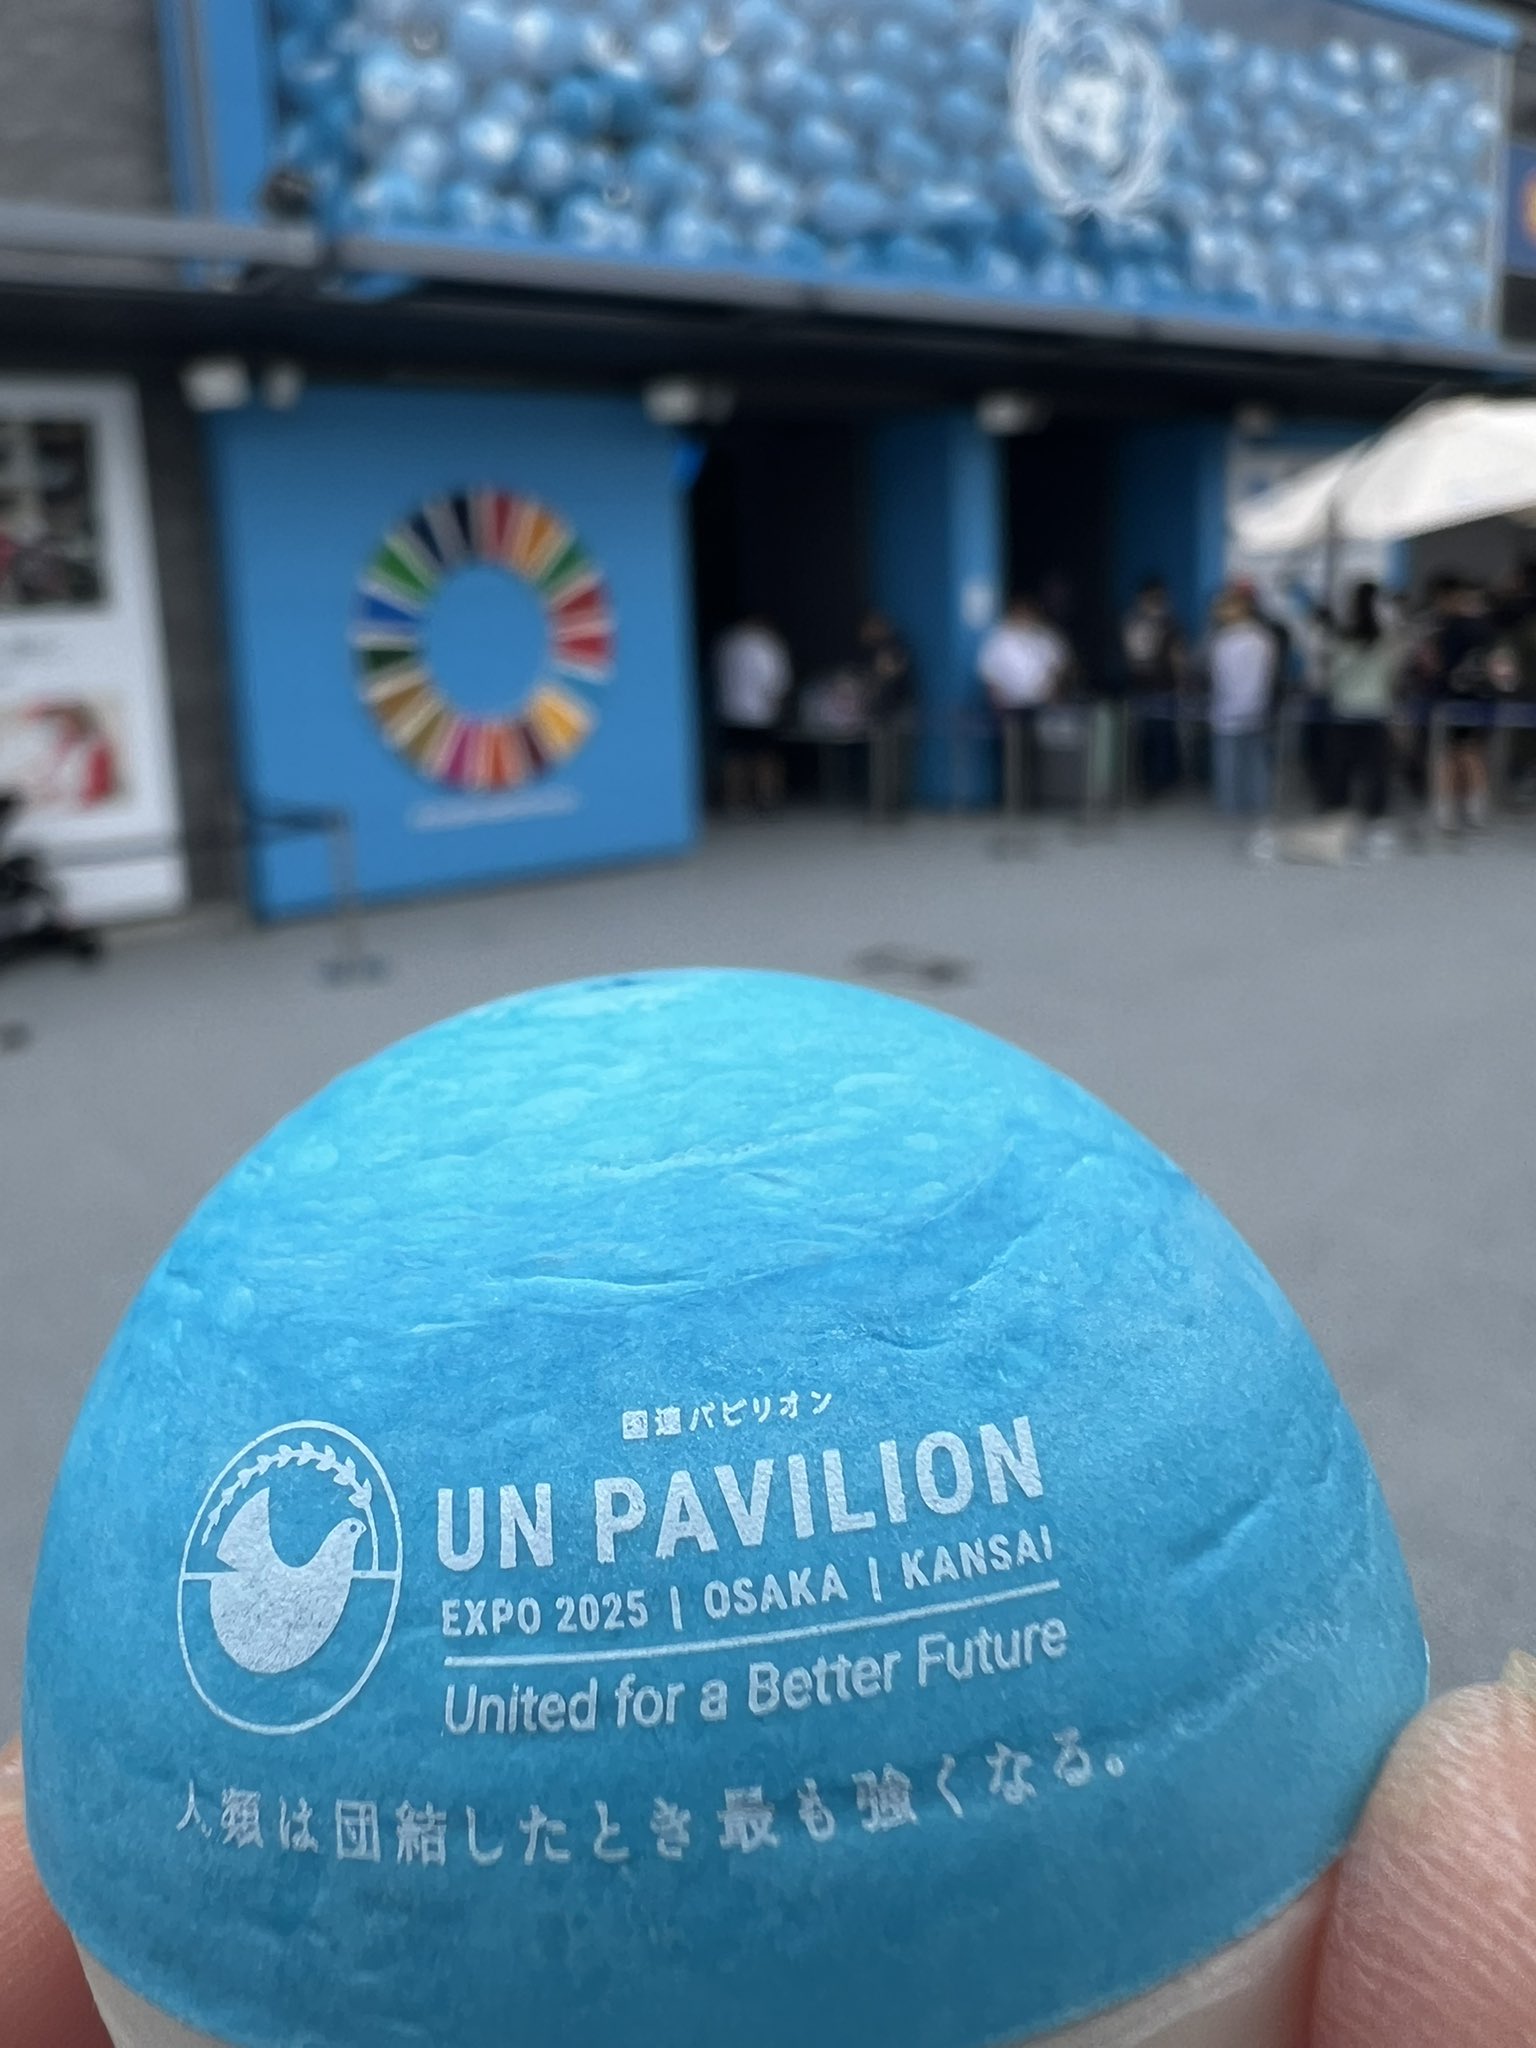 国連パビリオン
UN PAVILION
EXPO 2025 | OSAKA | KANSAI
United for a Better Future
人類は団結したとき最も強くなる。